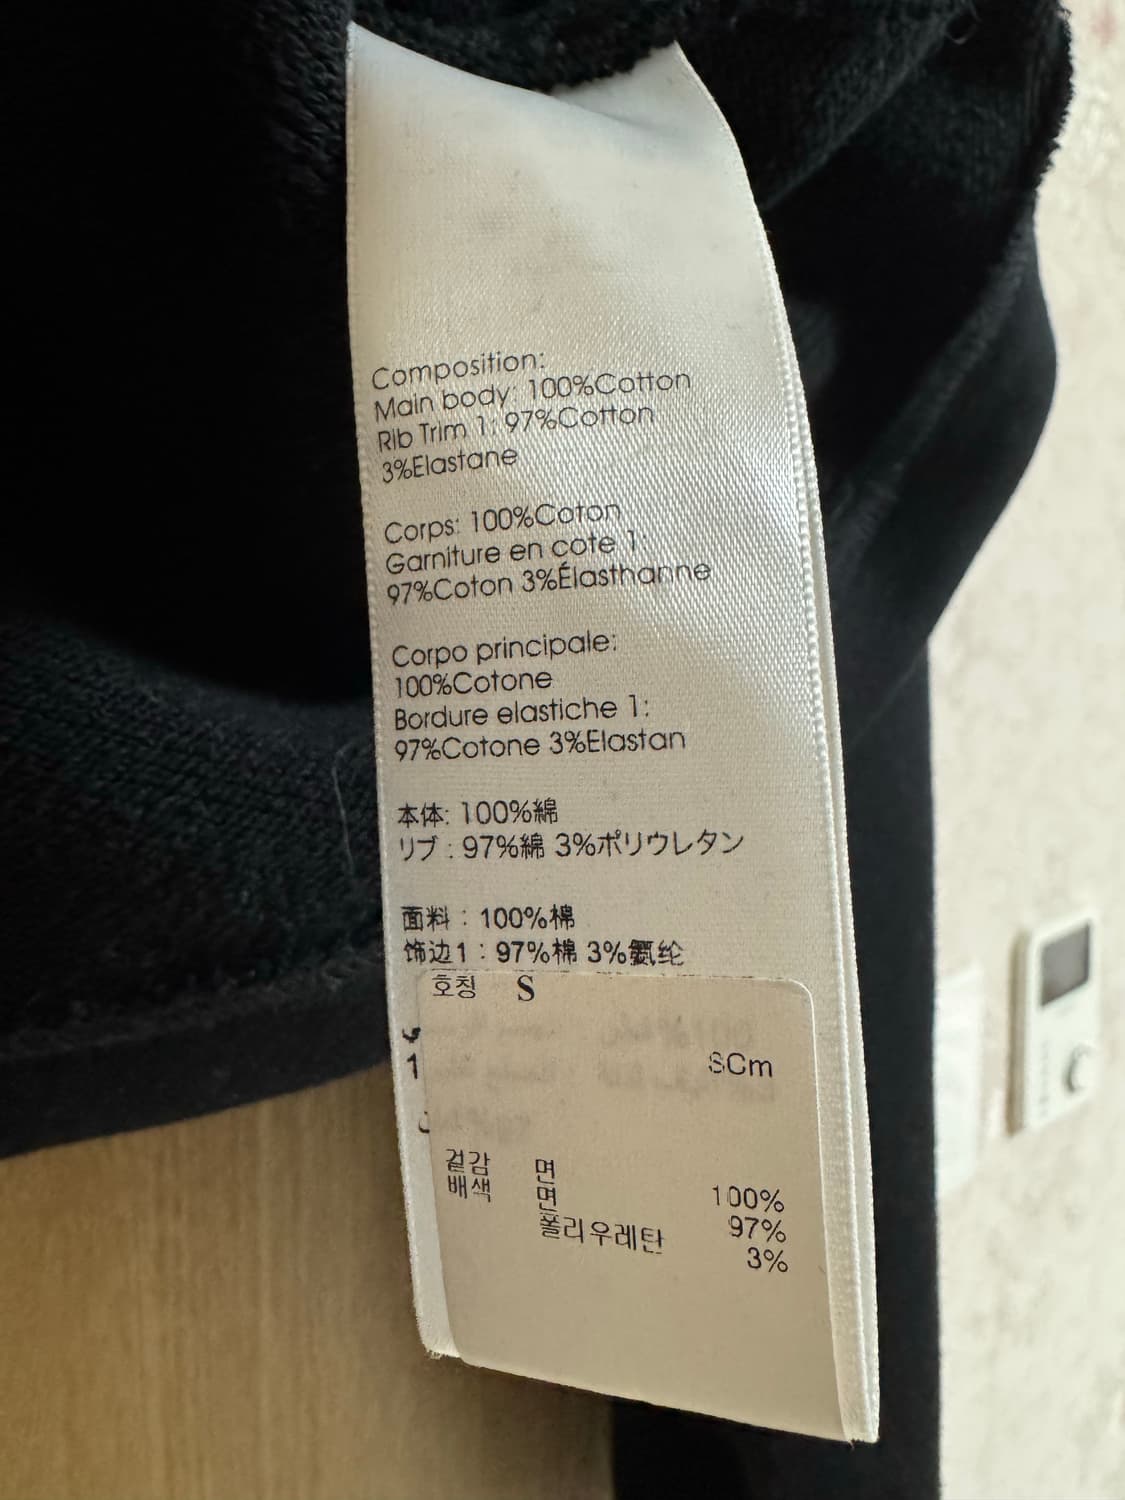 Composition:
Main body: 100%Cotton
Rib Trim 1: 97%Cotton
3%Elastane
Corps: 100%Coton
Garniture en cote 1:
97%Coton 3%Élasthanne
Corpo principale:
100%Cotone
Bordure elastiche 1:
97%Cotone 3%Elastan
本体: 100%綿
リブ : 97%綿 3%ポリウレタン
面料 : 100%棉
饰边1 : 97%棉 3%氨纶
호칭 S
1
SCm
겉감 면 100%
배색 면 97%
폴리우레탄 3%